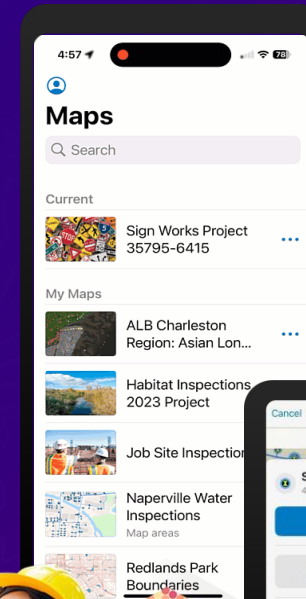 4:57
78
Maps
Search
Current
Sign Works Project
35795-6415
My Maps
ALB Charleston
Region: Asian Lon...
Habitat Inspections
2023 Project
Job Site Inspection
Cancel
Naperville Water
Inspections
Map areas
Redlands Park
Boundaries